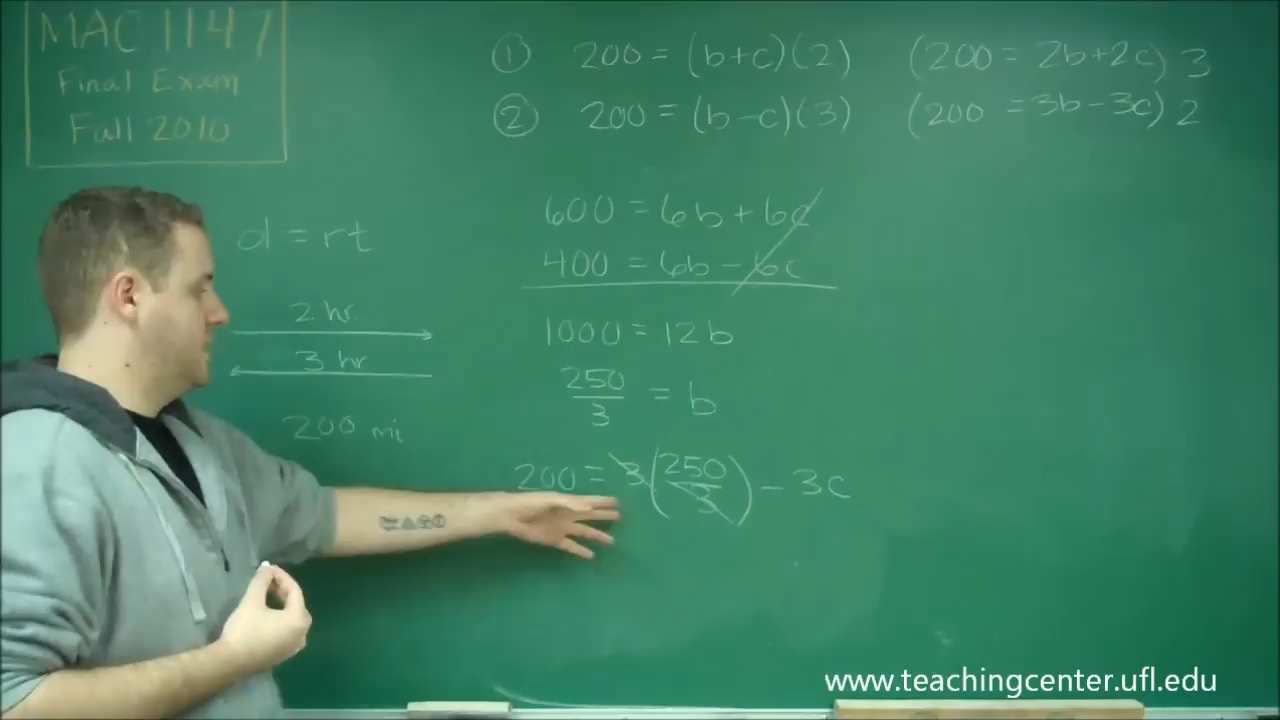 MAC 1147
Final Exam
Fall 2010
① 200 = (b+c)(2) (200 = 2b+2c) 3
② 200 = (b-c)(3) (200 = 3b-3c) 2
d = rt
2 hr.
3 hr
200 mi
600 = 6b + 6c
400 = 6b - 6c
1000 = 12b
250/3 = b
200 = 3(250/3) - 3c
www.teachingcenter.ufl.edu